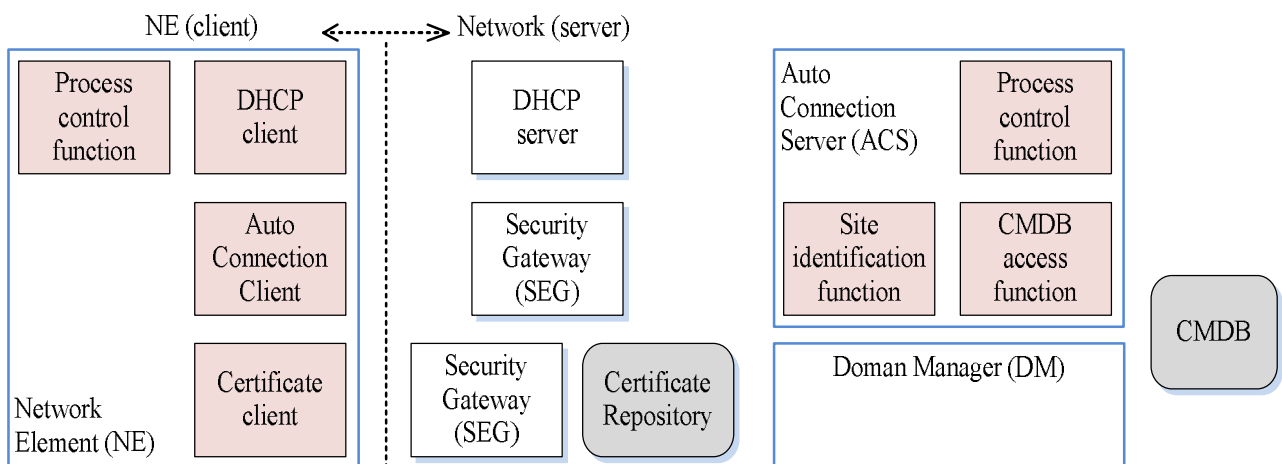 NE (client)
Network (server)
Process
control
function
DHCP
client
Auto
Connection
Client
Certificate
client
Network
Element (NE)
DHCP
server
Security
Gateway
(SEG)
Security
Gateway
(SEG)
Certificate
Repository
Auto
Connection
Server (ACS)
Process
control
function
Site
identification
function
CMDB
access
function
Doman Manager (DM)
CMDB